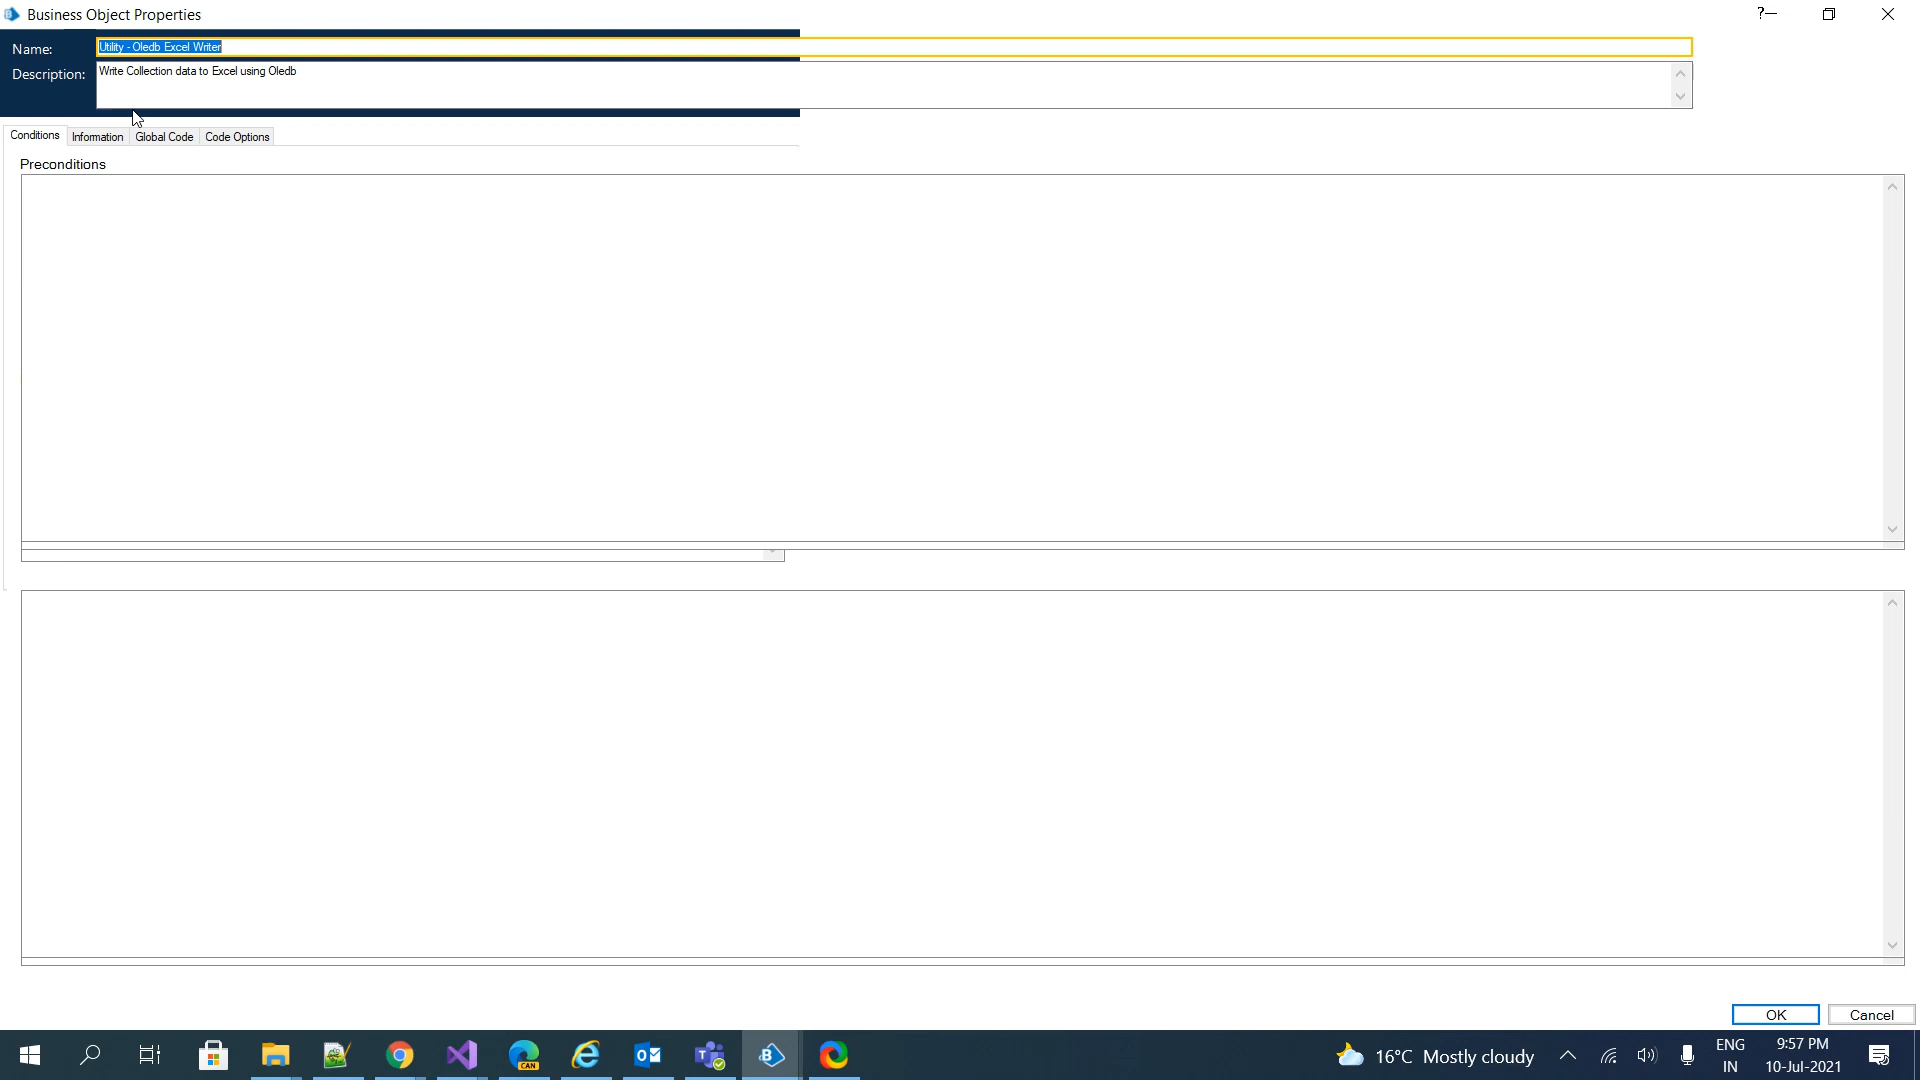 Business Object Properties
?
Name:
Utility - Oledb Excel Writer
Description:
Write Collection data to Excel using Oledb
Conditions
Information
Global Code
Code Options
Preconditions
OK
Cancel
CAN
16°C Mostly cloudy
ENG
IN
9:57 PM
10-Jul-2021